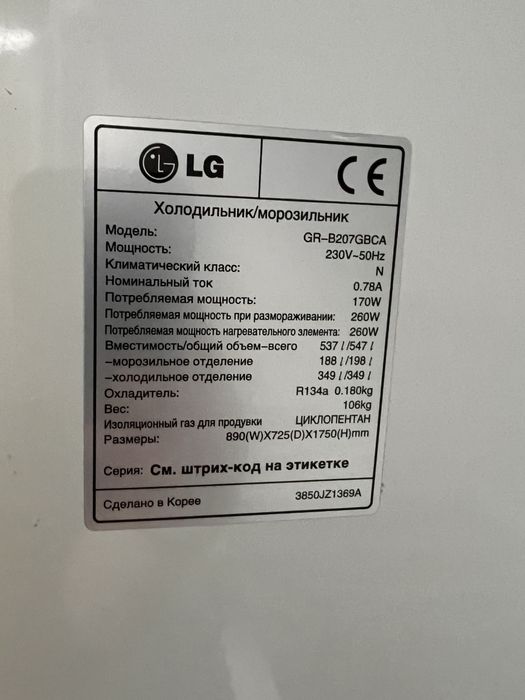 LG CE
Холодильник/морозильник
Модель: GR-B207GBCA
Мощность: 230V~50Hz
Климатический класс: N
Номинальный ток 0.78A
Потребляемая мощность: 170W
Потребляемая мощность при размораживании: 260W
Потребляемая мощность нагревательного элемента: 260W
Вместимость/общий объем-всего 537 l/547 l
-морозильное отделение 188 l/198 l
-холодильное отделение 349 l/349 l
Охладитель: R134a 0.180kg
Вес: 106kg
Изоляционный газ для продувки ЦИКЛОПЕНТАН
Размеры: 890(W)X725(D)X1750(H)mm
Серия: См. штрих-код на этикетке
Сделано в Корее 3850JZ1369A